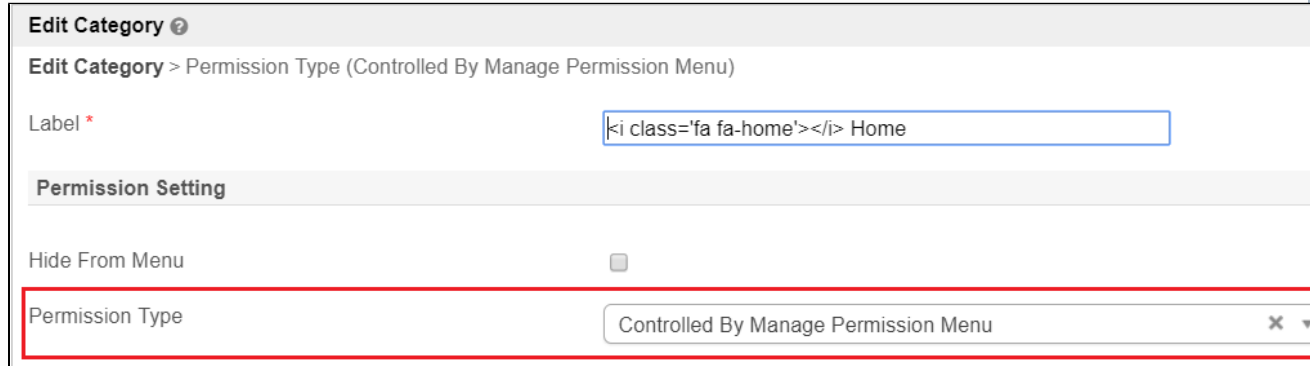 Edit Category
Edit Category > Permission Type (Controlled By Manage Permission Menu)
Label *
<i class='fa fa-home'></i> Home
Permission Setting
Hide From Menu
Permission Type
Controlled By Manage Permission Menu